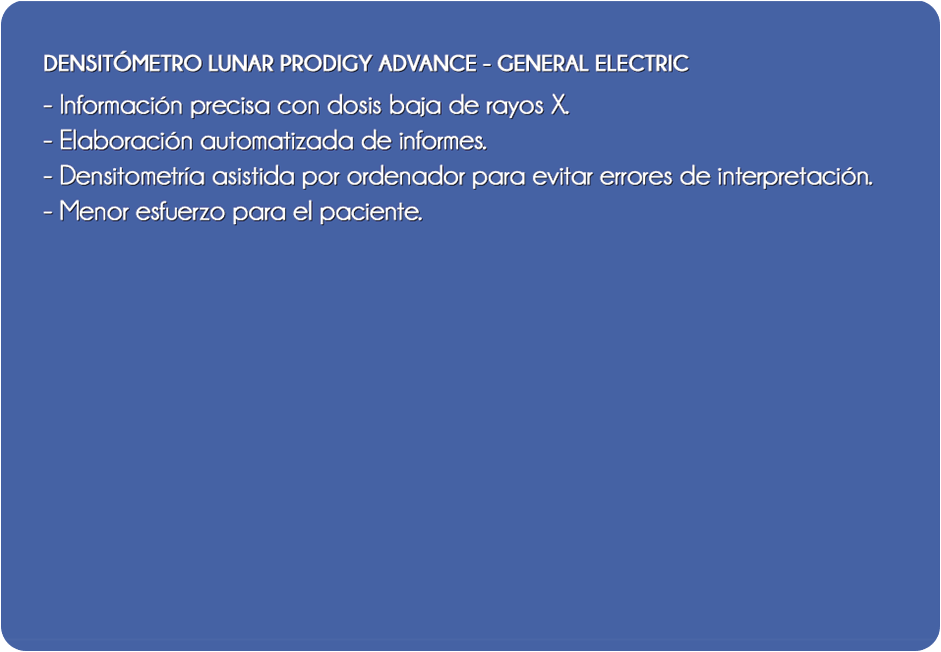 DENSITÓMETRO LUNAR PRODIGY ADVANCE - GENERAL ELECTRIC
- Información precisa con dosis baja de rayos X.
- Elaboración automatizada de informes.
- Densitometría asistida por ordenador para evitar errores de interpretación.
- Menor esfuerzo para el paciente.